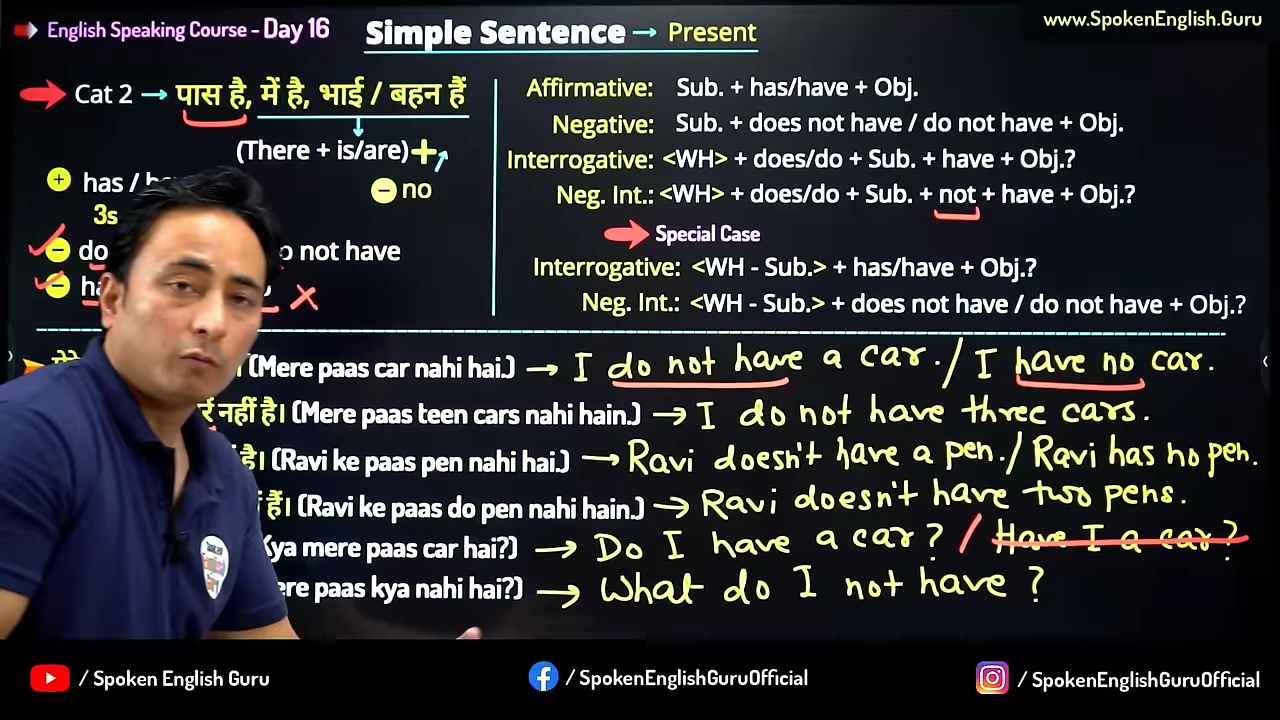 English Speaking Course - Day 16
Simple Sentence → Present
www.SpokenEnglish.Guru
Cat 2 → पास है, में है, भाई / बहन हैं
(There + is/are) +
- no
+ has /
3s
- do not have
-
Affirmative: Sub. + has/have + Obj.
Negative: Sub. + does not have / do not have + Obj.
Interrogative: <WH> + does/do + Sub. + have + Obj.?
Neg. Int.: <WH> + does/do + Sub. + not + have + Obj.?
Special Case
Interrogative: <WH - Sub.> + has/have + Obj.?
Neg. Int.: <WH - Sub.> + does not have / do not have + Obj.?
(Mere paas car nahi hai.) → I do not have a car. / I have no car.
नहीं है। (Mere paas teen cars nahi hain.) → I do not have three cars.
है। (Ravi ke paas pen nahi hai.) → Ravi doesn't have a pen. / Ravi has no pen.
हैं। (Ravi ke paas do pen nahi hain.) → Ravi doesn't have two pens.
Kya mere paas car hai?) → Do I have a car? / Have I a car?
paas kya nahi hai?) → What do I not have?
/ Spoken English Guru
/ SpokenEnglishGuruOfficial
/ SpokenEnglishGuruOfficial